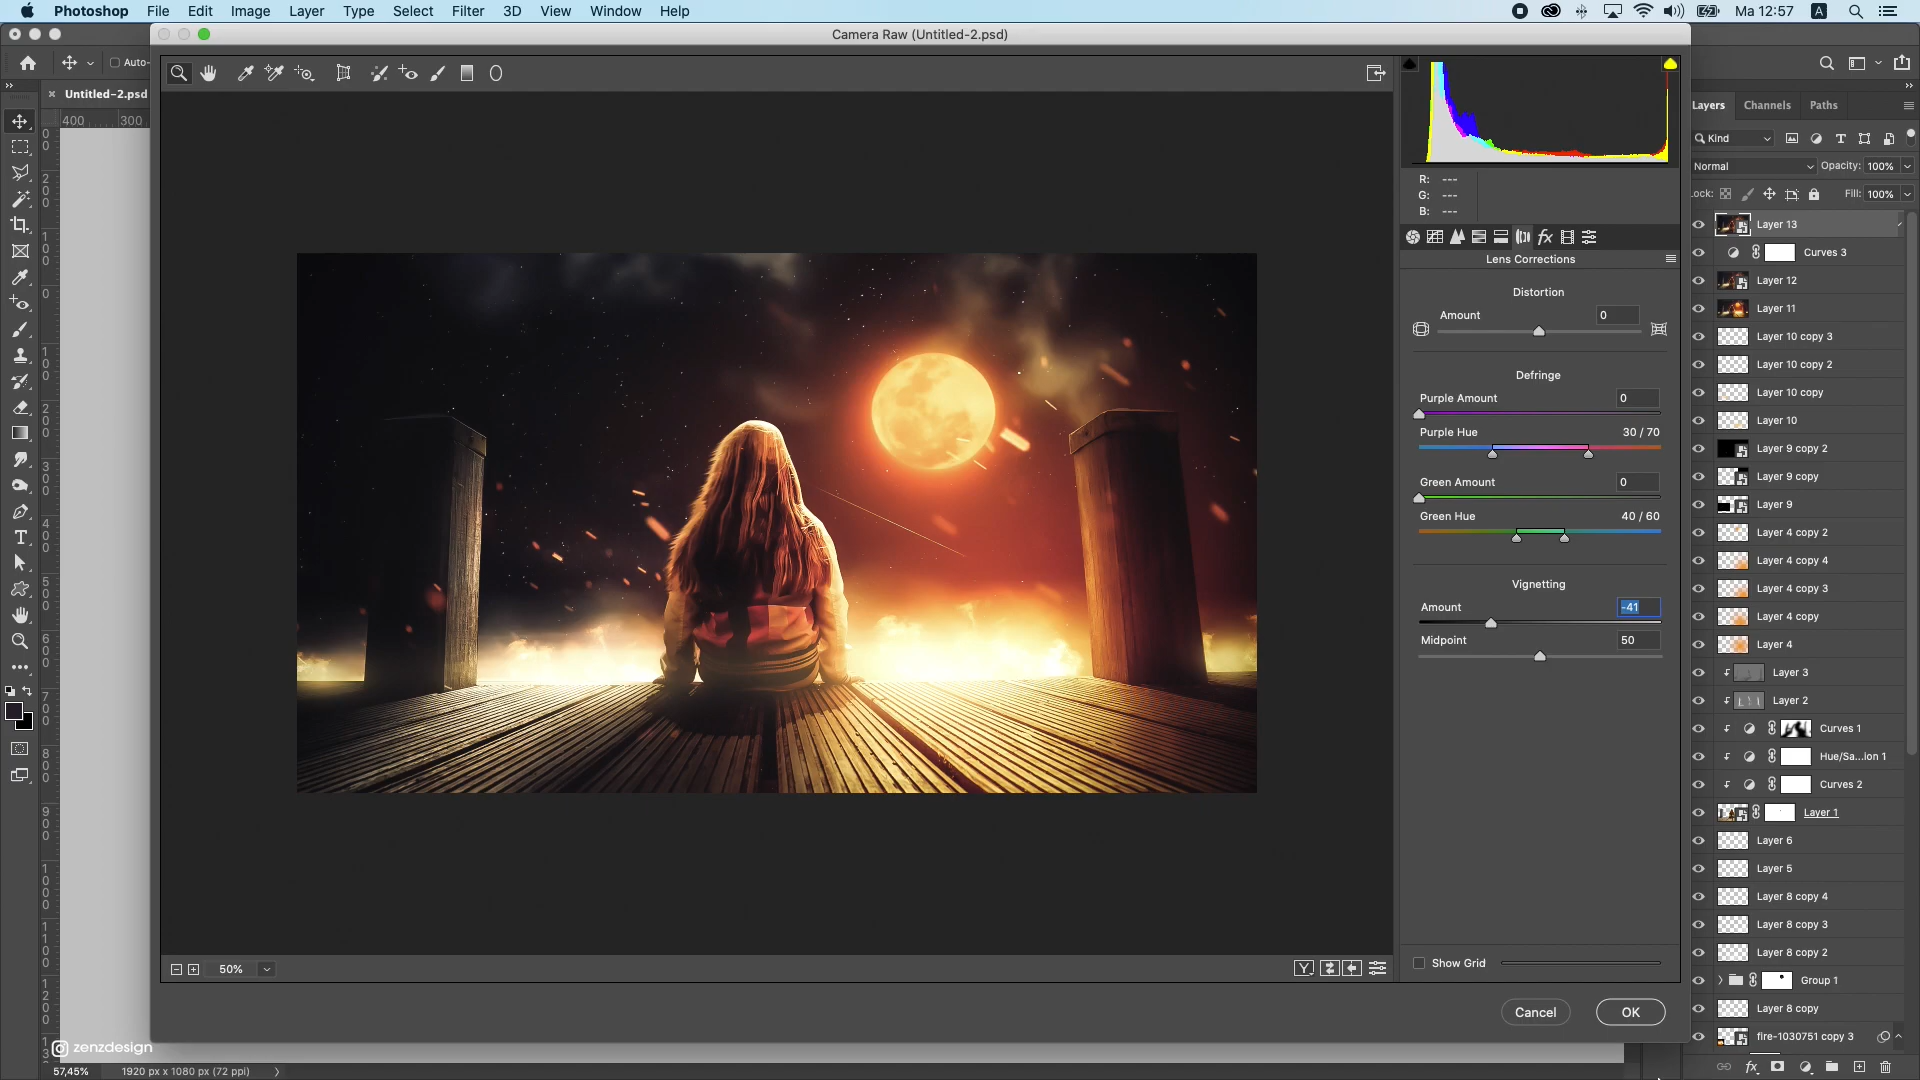 Photoshop File Edit Image Layer Type Select Filter 3D View Window Help
Ma 12:57
A
Camera Raw (Untitled-2.psd)
Auto-
Untitled-2.psd
400 300
R: ---
G: ---
B: ---
Lens Corrections
Distortion
Amount 0
Defringe
Purple Amount 0
Purple Hue 30 / 70
Green Amount 0
Green Hue 40 / 60
Vignetting
Amount -41
Midpoint 50
Show Grid
50%
Y
Cancel OK
Layers Channels Paths
Kind
Normal Opacity: 100%
Lock: Fill: 100%
Layer 13
Curves 3
Layer 12
Layer 11
Layer 10 copy 3
Layer 10 copy 2
Layer 10 copy
Layer 10
Layer 9 copy 2
Layer 9 copy
Layer 9
Layer 4 copy 2
Layer 4 copy 4
Layer 4 copy 3
Layer 4 copy
Layer 4
Layer 3
Layer 2
Curves 1
Hue/Sa...ion 1
Curves 2
Layer 1
Layer 6
Layer 5
Layer 8 copy 4
Layer 8 copy 3
Layer 8 copy 2
Group 1
Layer 8 copy
fire-1030751 copy 3
fx
zenzdesign
57,45% 1920 px x 1080 px (72 ppi)